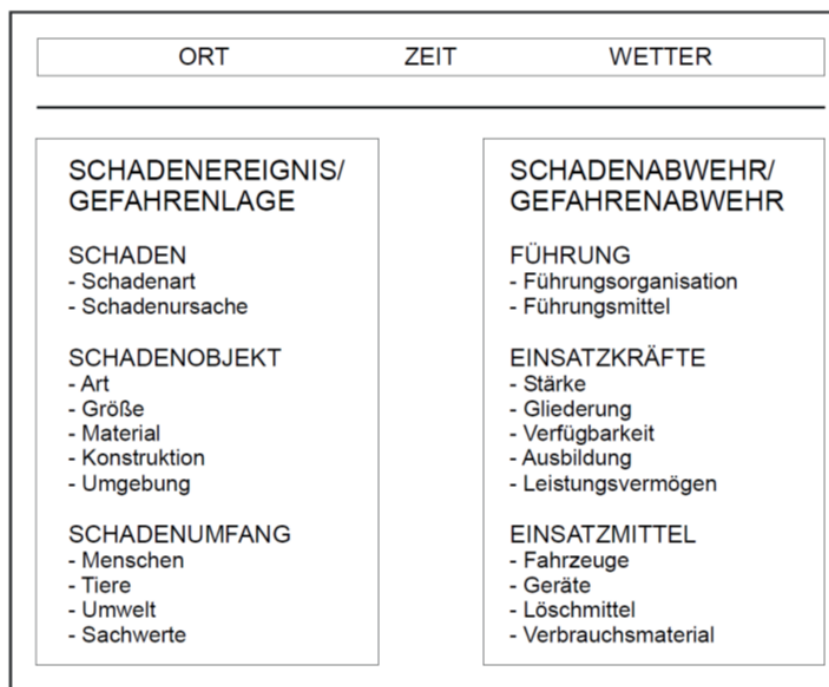 ORT ZEIT WETTER
SCHADENEREIGNIS/
GEFAHRENLAGE
SCHADEN
- Schadenart
- Schadenursache
SCHADENOBJEKT
- Art
- Größe
- Material
- Konstruktion
- Umgebung
SCHADENUMFANG
- Menschen
- Tiere
- Umwelt
- Sachwerte
SCHADENABWEHR/
GEFAHRENABWEHR
FÜHRUNG
- Führungsorganisation
- Führungsmittel
EINSATZKRÄFTE
- Stärke
- Gliederung
- Verfügbarkeit
- Ausbildung
- Leistungsvermögen
EINSATZMITTEL
- Fahrzeuge
- Geräte
- Löschmittel
- Verbrauchsmaterial